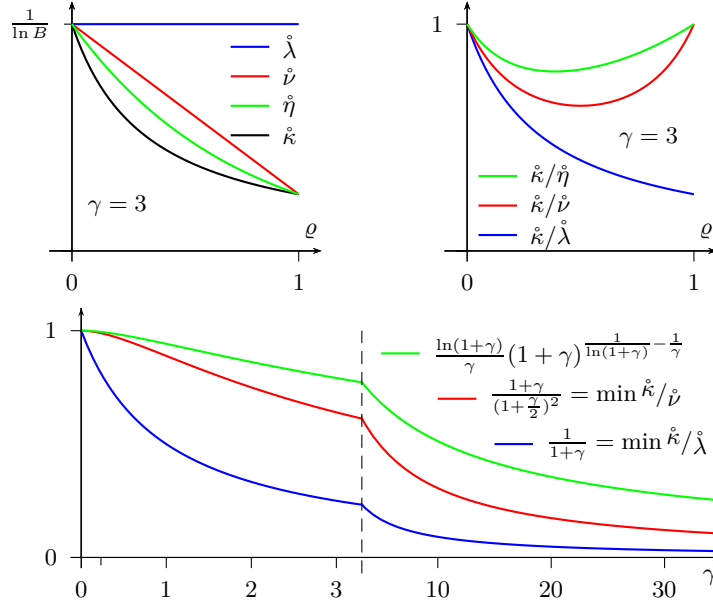 1/ln B
λ̊
ν̊
η̊
κ̊
γ = 3
ϱ
0 1
1
γ = 3
κ̊/η̊
κ̊/ν̊
κ̊/λ̊
ϱ
0 1
1
0
ln(1+γ)/γ (1 + γ)^(1/ln(1+γ) − 1/γ)
(1+γ)/(1+γ/2)² = min κ̊/ν̊
1/(1+γ) = min κ̊/λ̊
0 1 2 3 10 20 30 γ